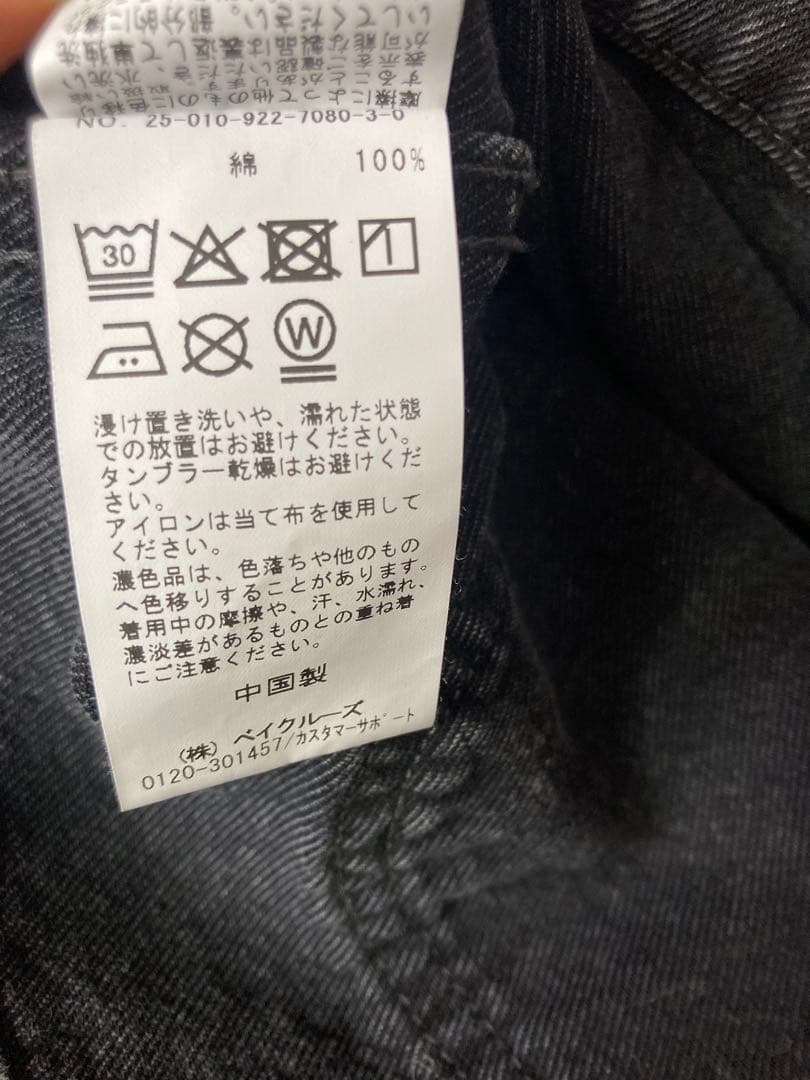 NO. 25-010-922-7080-3-0
綿 100%
30
W
浸け置き洗いや、濡れた状態
での放置はお避けください。
タンブラー乾燥はお避けくだ
さい。
アイロンは当て布を使用して
ください。
濃色品は、色落ちや他のもの
へ色移りすることがあります。
着用中の摩擦や、汗、水濡れ、
濃淡差があるものとの重ね着
にご注意ください。
中国製
(株) ベイクルーズ
0120-301457/カスタマーサポート